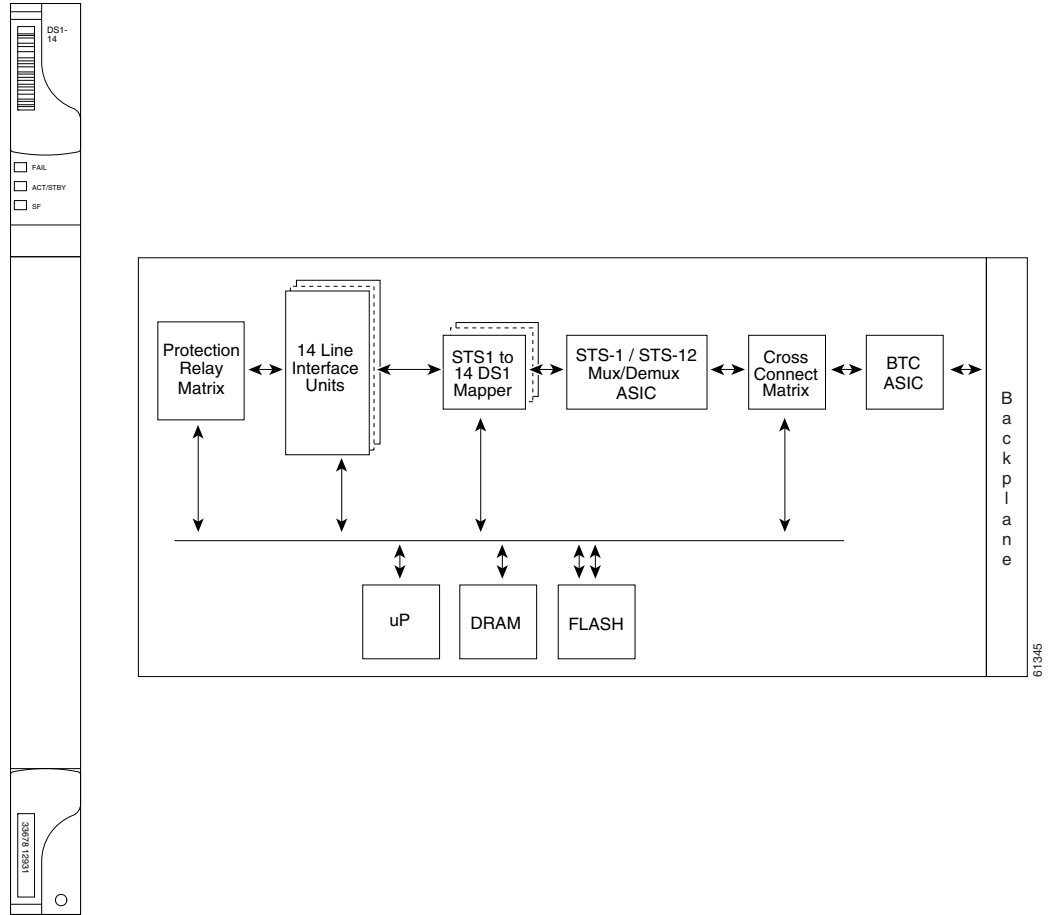 DS1-
14
FAIL
ACT/STBY
SF
33678 12931
Protection
Relay
Matrix
14 Line
Interface
Units
STS1 to
14 DS1
Mapper
STS-1 / STS-12
Mux/Demux
ASIC
Cross
Connect
Matrix
BTC
ASIC
Backplane
uP
DRAM
FLASH
61345